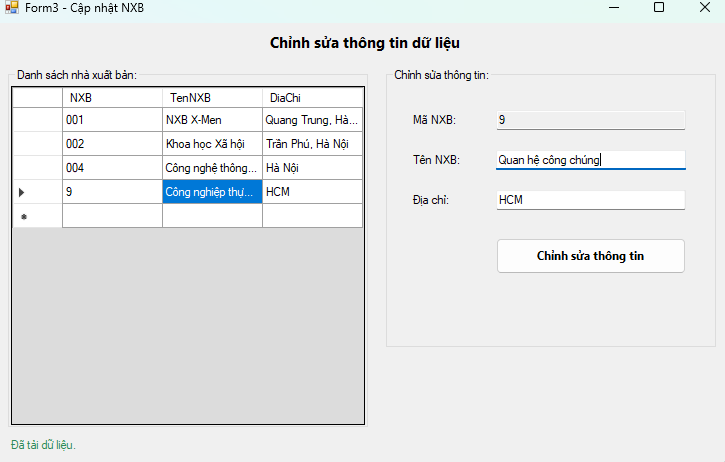 Form3 - Cập nhật NXB
Chỉnh sửa thông tin dữ liệu
Danh sách nhà xuất bản:
NXB TenNXB DiaChi
001 NXB X-Men Quang Trung, Hà...
002 Khoa học Xã hội Trần Phú, Hà Nội
004 Công nghệ thông... Hà Nội
9 Công nghiệp thự... HCM
Chỉnh sửa thông tin:
Mã NXB: 9
Tên NXB: Quan hệ công chúng
Địa chỉ: HCM
Chỉnh sửa thông tin
Đã tải dữ liệu.